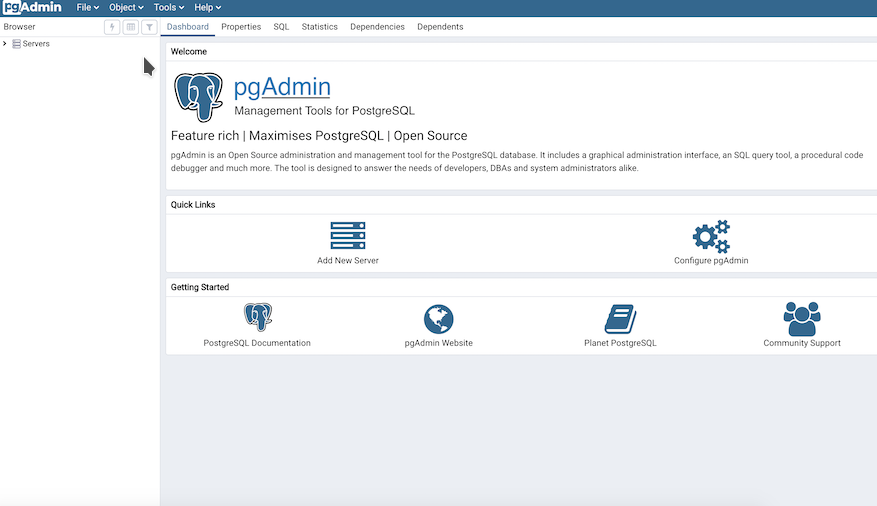 pgAdmin File Object Tools Help
Browser Dashboard Properties SQL Statistics Dependencies Dependents
Servers
Welcome
pgAdmin
Management Tools for PostgreSQL
Feature rich | Maximises PostgreSQL | Open Source
pgAdmin is an Open Source administration and management tool for the PostgreSQL database. It includes a graphical administration interface, an SQL query tool, a procedural code
debugger and much more. The tool is designed to answer the needs of developers, DBAs and system administrators alike.
Quick Links
Add New Server Configure pgAdmin
Getting Started
PostgreSQL Documentation pgAdmin Website Planet PostgreSQL Community Support